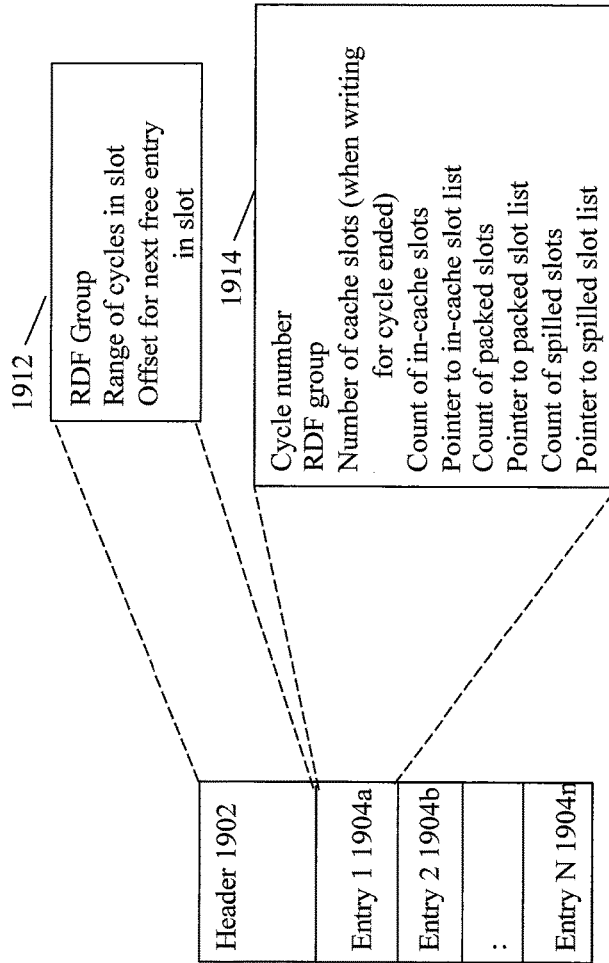 Header 1902
Entry 1 1904a
Entry 2 1904b
:
Entry N 1904n
1912
RDF Group
Range of cycles in slot
Offset for next free entry
in slot
1914
Cycle number
RDF group
Number of cache slots (when writing
for cycle ended)
Count of in-cache slots
Pointer to in-cache slot list
Count of packed slots
Pointer to packed slot list
Count of spilled slots
Pointer to spilled slot list